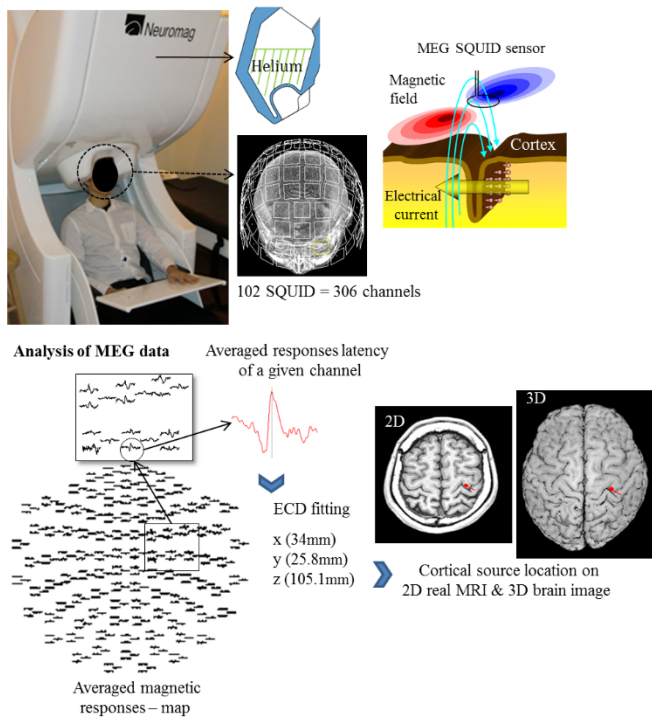 Neuromag
Helium
102 SQUID = 306 channels
MEG SQUID sensor
Magnetic
field
Cortex
Electrical
current
Analysis of MEG data
Averaged responses latency
of a given channel
ECD fitting
x (34mm)
y (25.8mm)
z (105.1mm)
2D
3D
Cortical source location on
2D real MRI & 3D brain image
Averaged magnetic
responses – map